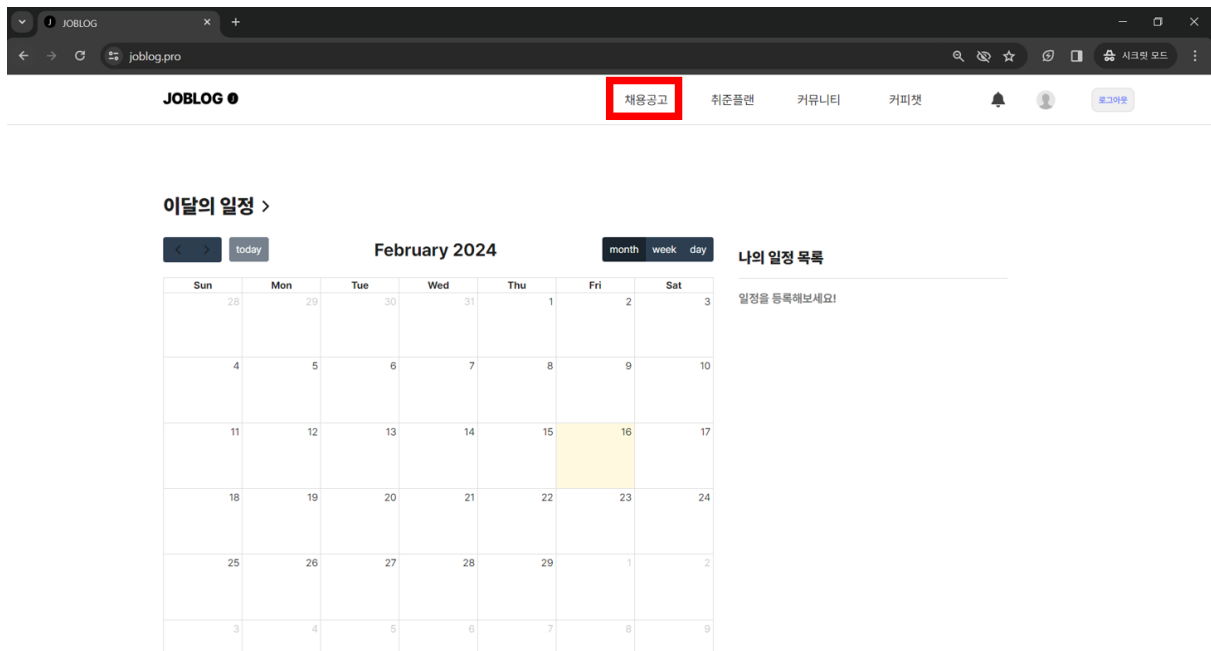 JOBLOG
joblog.pro
시크릿 모드
JOBLOG
채용공고 취준플랜 커뮤니티 커피챗 로그아웃
이달의 일정 >
today February 2024 month week day
Sun Mon Tue Wed Thu Fri Sat
28 29 30 31 1 2 3
4 5 6 7 8 9 10
11 12 13 14 15 16 17
18 19 20 21 22 23 24
25 26 27 28 29 1 2
3 4 5 6 7 8 9
나의 일정 목록
일정을 등록해보세요!